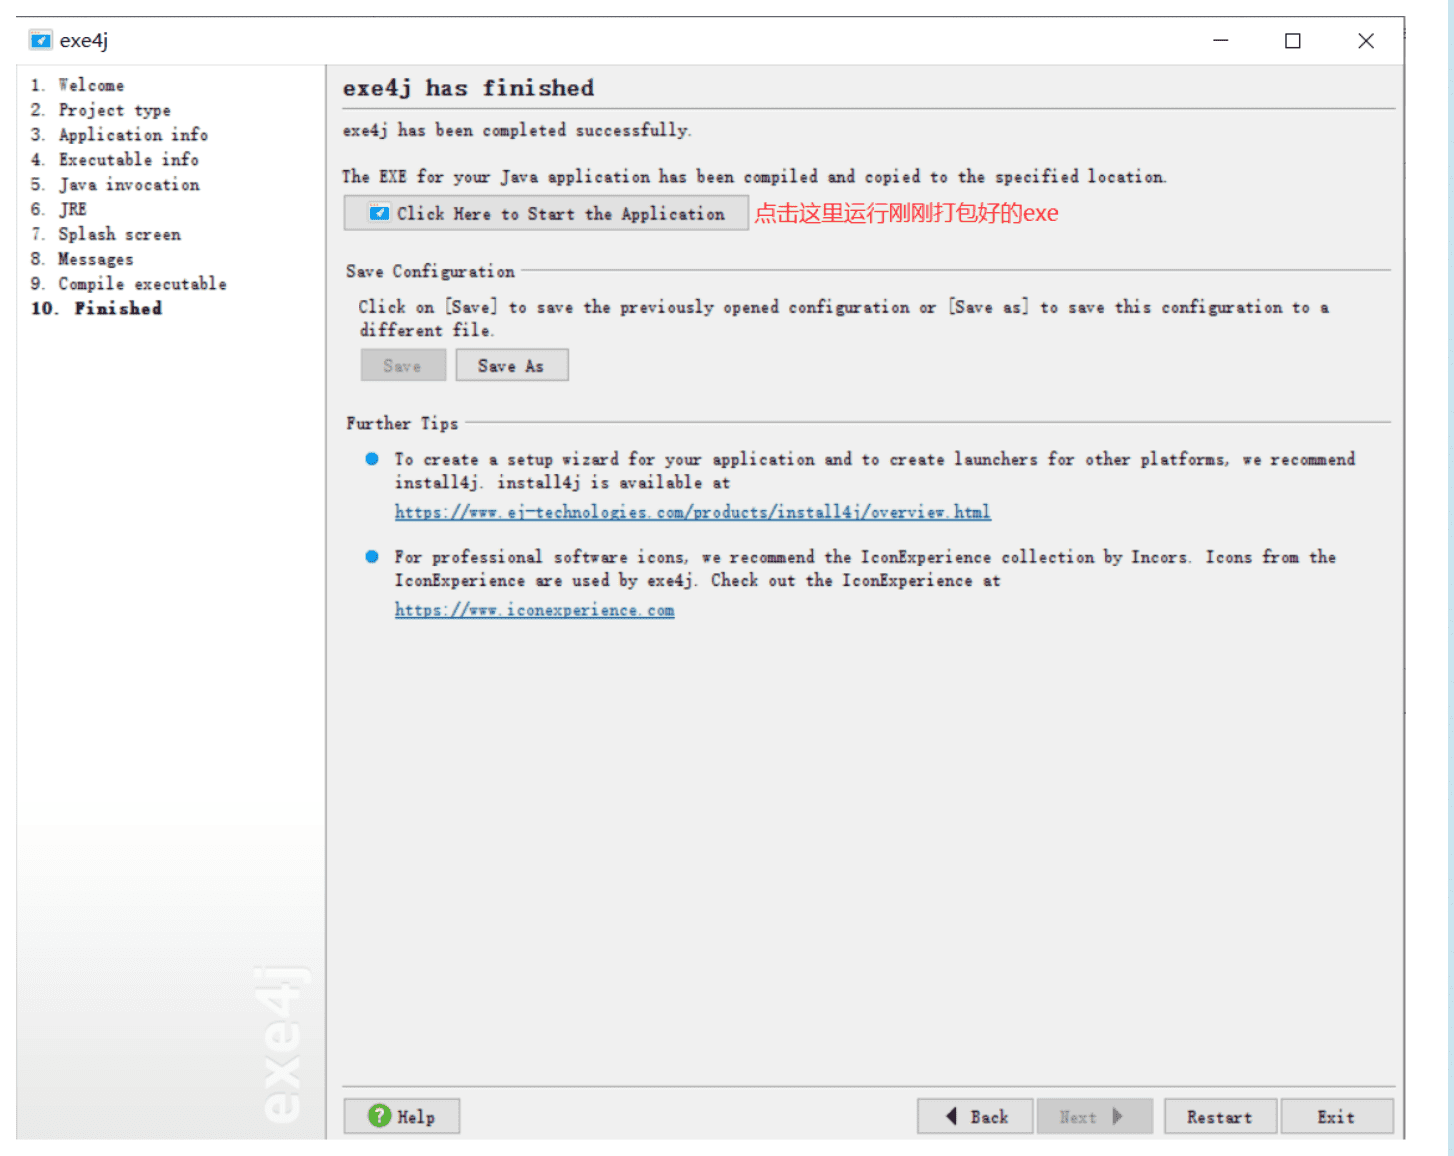 exe4j
1. Welcome
2. Project type
3. Application info
4. Executable info
5. Java invocation
6. JRE
7. Splash screen
8. Messages
9. Compile executable
10. Finished
exe4j
exe4j has finished
exe4j has been completed successfully.
The EXE for your Java application has been compiled and copied to the specified location.
Click Here to Start the Application 点击这里运行刚刚打包好的exe
Save Configuration
Click on [Save] to save the previously opened configuration or [Save as] to save this configuration to a
different file.
Save Save As
Further Tips
To create a setup wizard for your application and to create launchers for other platforms, we recommend
install4j. install4j is available at
https://www.ej-technologies.com/products/install4j/overview.html
For professional software icons, we recommend the IconExperience collection by Incors. Icons from the
IconExperience are used by exe4j. Check out the IconExperience at
https://www.iconexperience.com
Help Back Next Restart Exit